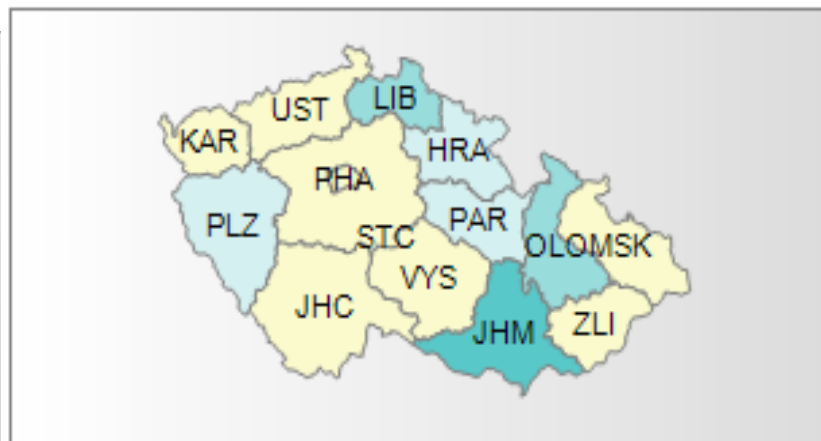 LIB
UST
KAR
HRA
PHA
PLZ
PAR
STC
OLOMSK
VYS
JHC
ZLI
JHM